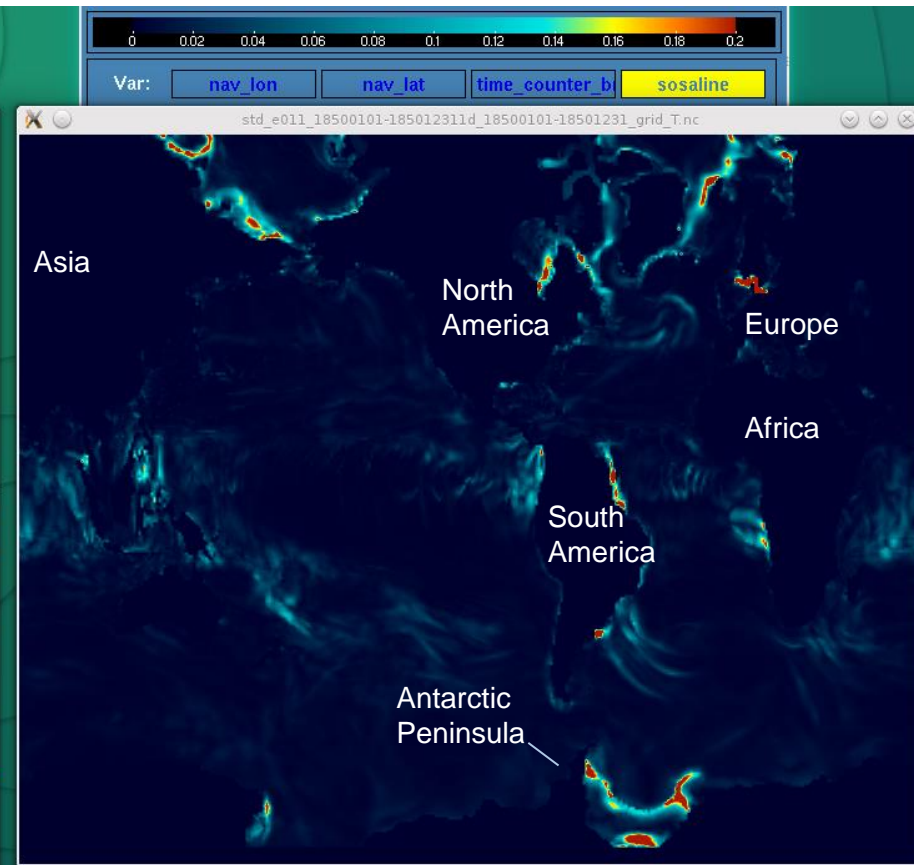 0 0.02 0.04 0.06 0.08 0.1 0.12 0.14 0.16 0.18 0.2
Var: nav_lon nav_lat time_counter_b sosaline
std_e011_18500101-185012311d_18500101-18501231_grid_T.nc
Asia
North
America
Europe
Africa
South
America
Antarctic
Peninsula